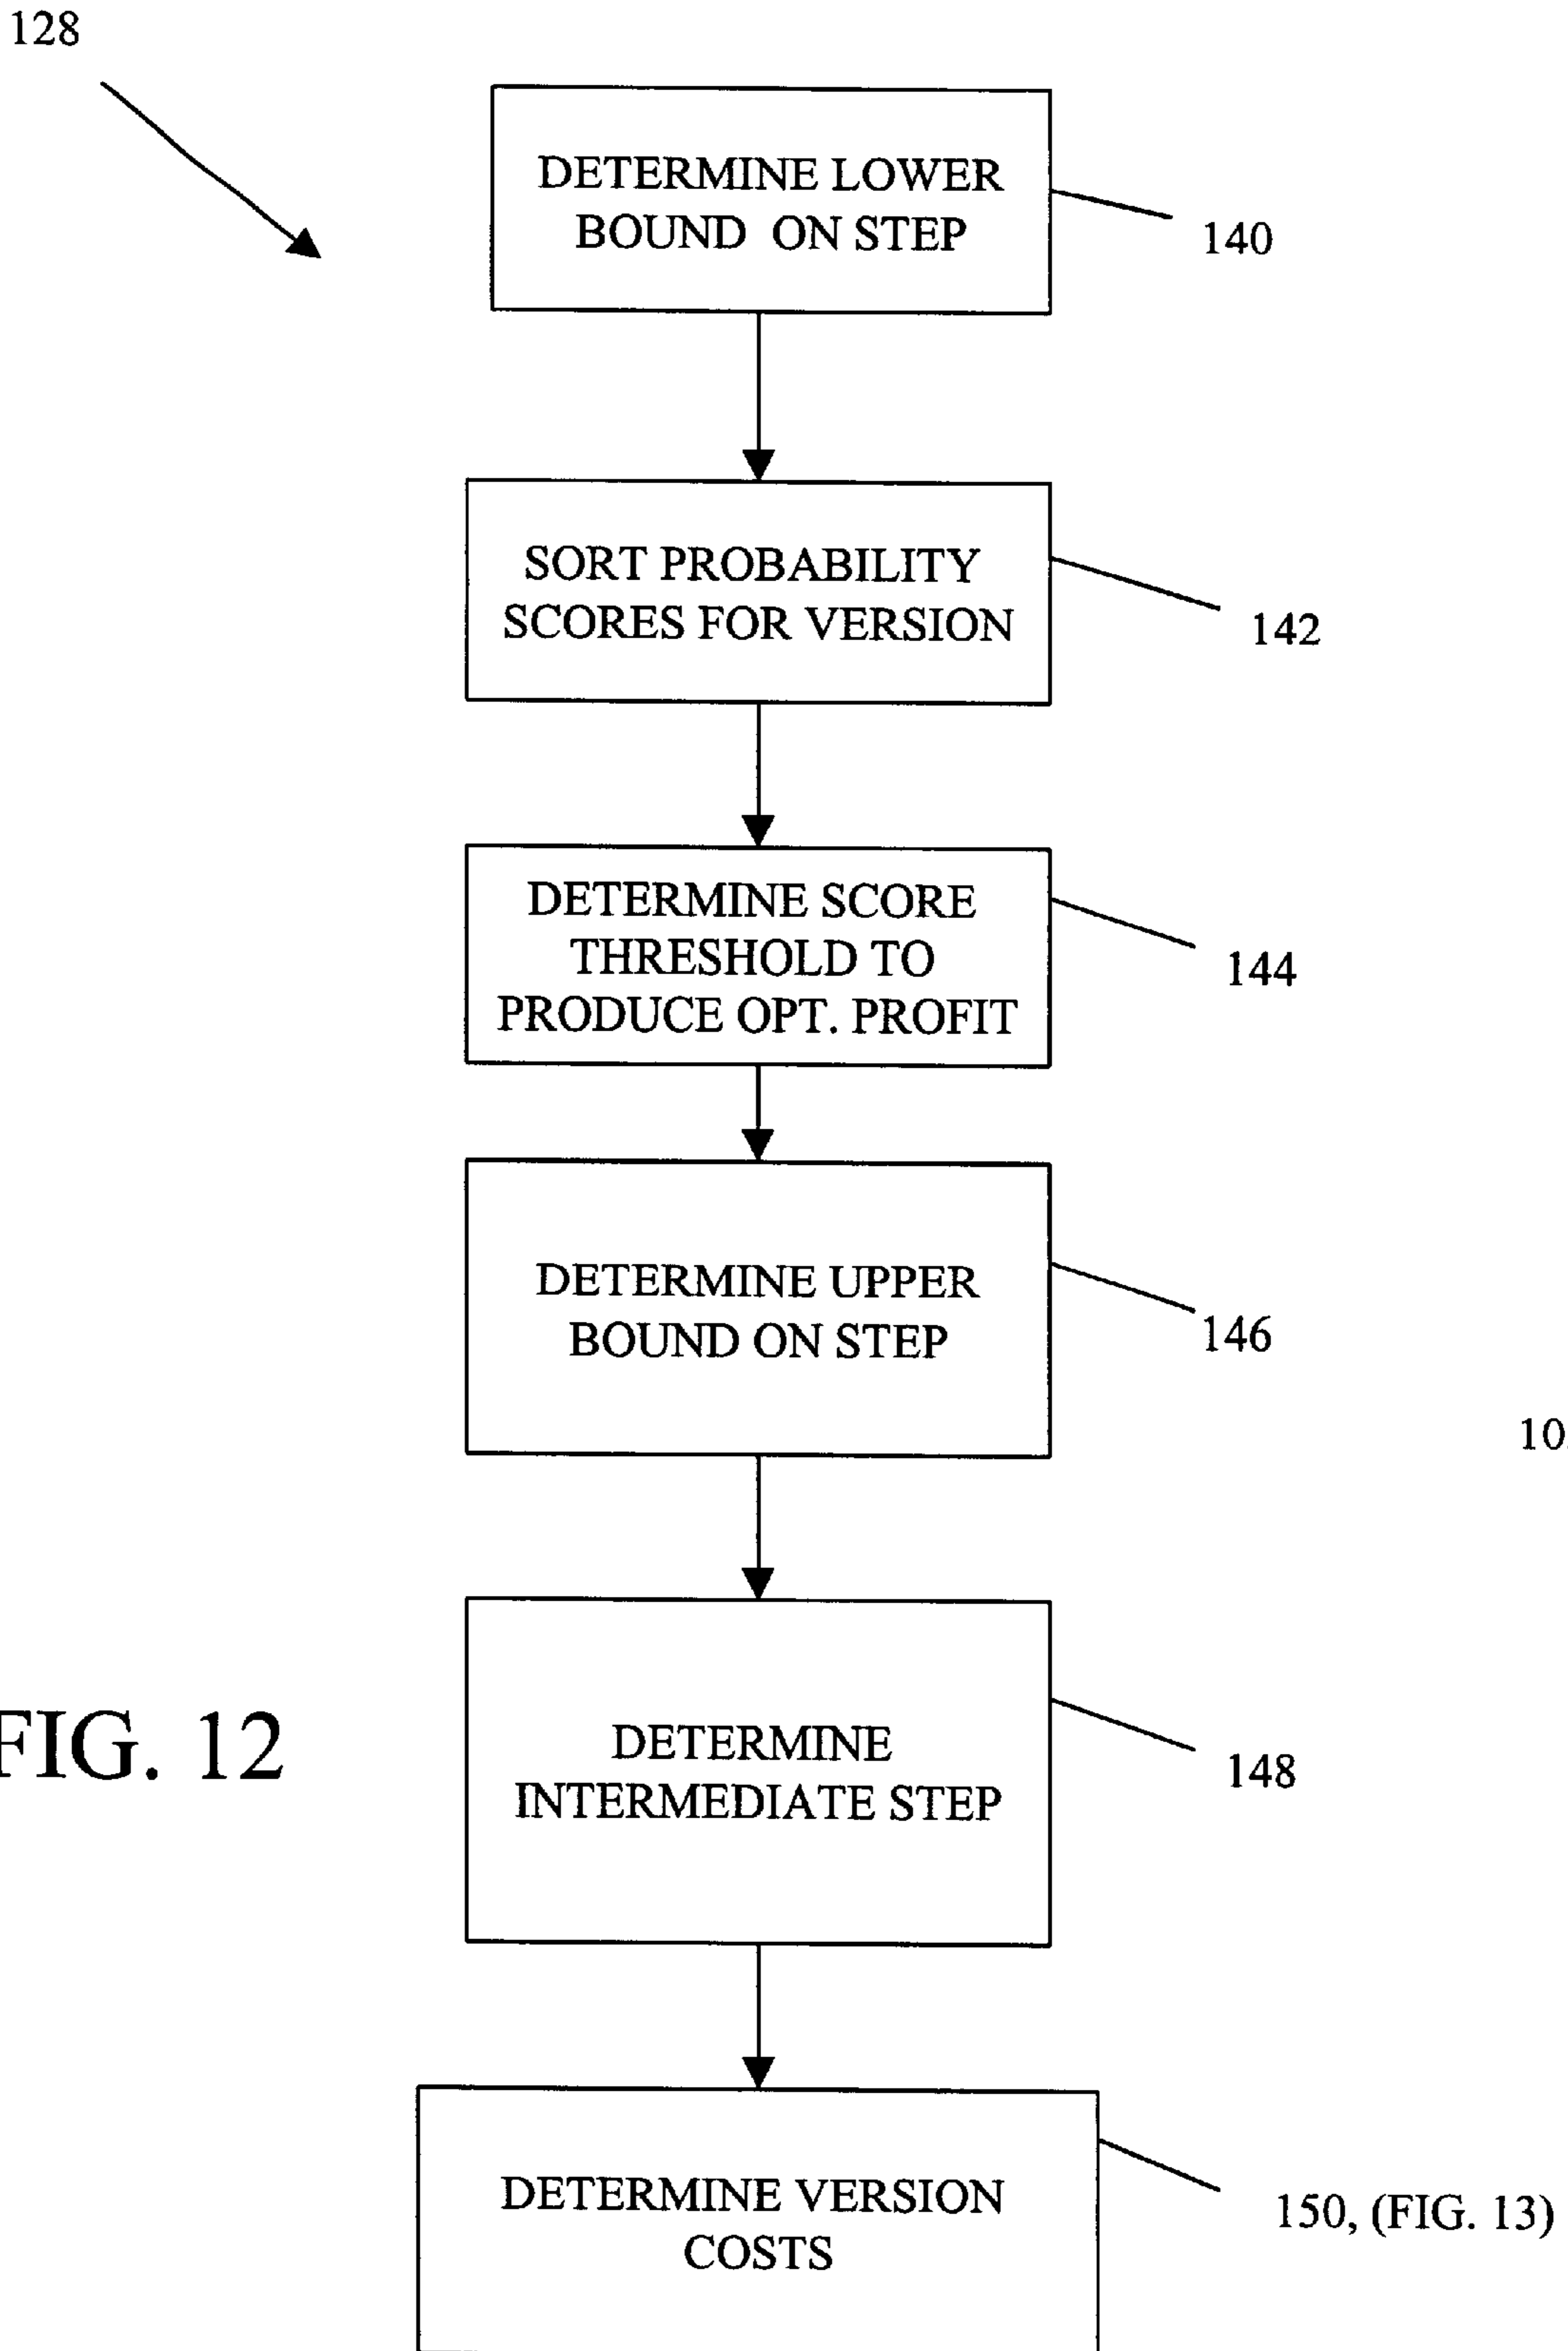 128
DETERMINE LOWER
BOUND ON STEP
140
SORT PROBABILITY
SCORES FOR VERSION
142
DETERMINE SCORE
THRESHOLD TO
PRODUCE OPT. PROFIT
144
DETERMINE UPPER
BOUND ON STEP
146
10
DETERMINE
INTERMEDIATE STEP
148
FIG. 12
DETERMINE VERSION
COSTS
150, (FIG. 13)